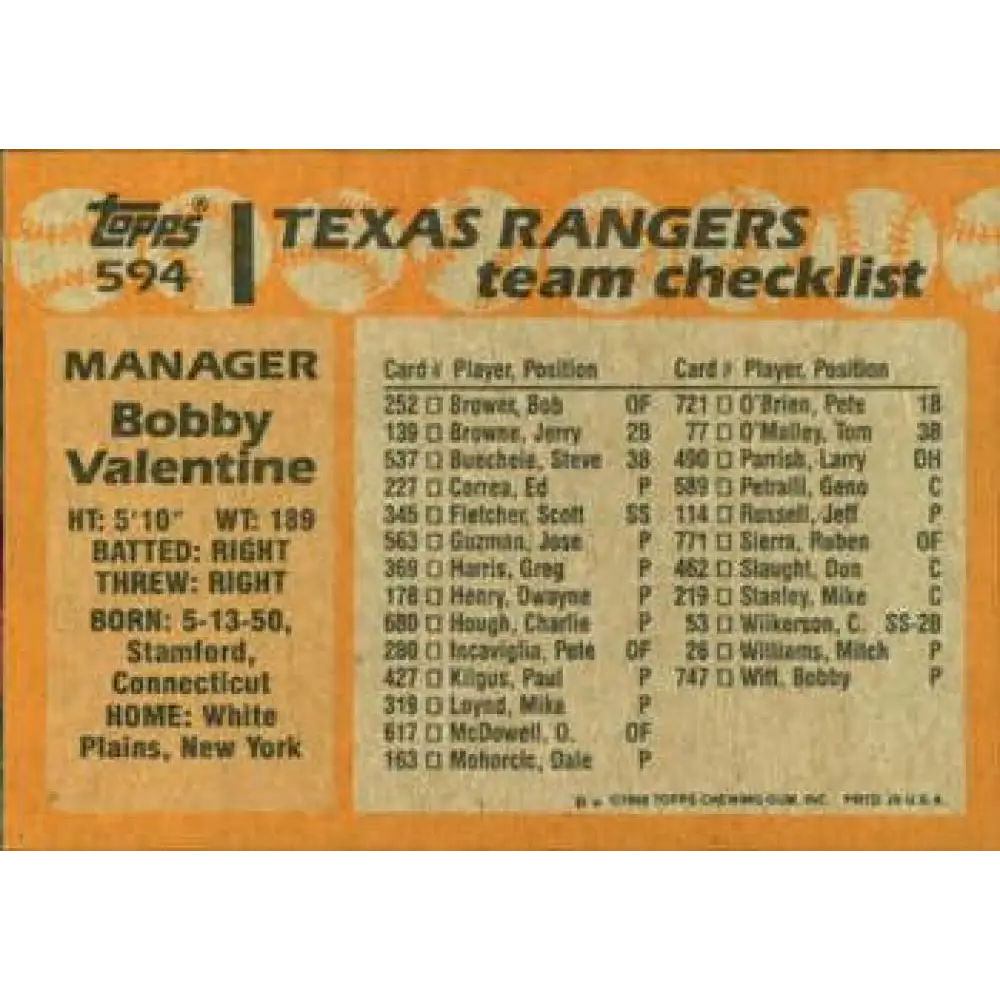 Topps® TEXAS RANGERS
594 team checklist
MANAGER
Bobby
Valentine
HT: 5'10" WT: 189
BATTED: RIGHT
THREW: RIGHT
BORN: 5-13-50,
Stamford,
Connecticut
HOME: White
Plains, New York
Card # Player, Position
252 Brower, Bob OF
139 Browne, Jerry 2B
537 Buechele, Steve 3B
227 Correa, Ed P
345 Fletcher, Scott SS
563 Guzman, Jose P
369 Harris, Greg P
178 Henry, Dwayne P
680 Hough, Charlie P
280 Incaviglia, Pete OF
427 Kilgus, Paul P
319 Loynd, Mike P
617 McDowell, O. OF
163 Mohorcic, Dale P
Card # Player, Position
721 O'Brien, Pete 1B
77 O'Malley, Tom 3B
490 Parrish, Larry DH
589 Petralli, Geno C
114 Russell, Jeff P
771 Sierra, Ruben OF
462 Slaught, Don C
219 Stanley, Mike C
53 Wilkerson, C. SS-2B
26 Williams, Mitch P
747 Witt, Bobby P
©1988 TOPPS CHEWING GUM, INC. PRTD. IN U.S.A.